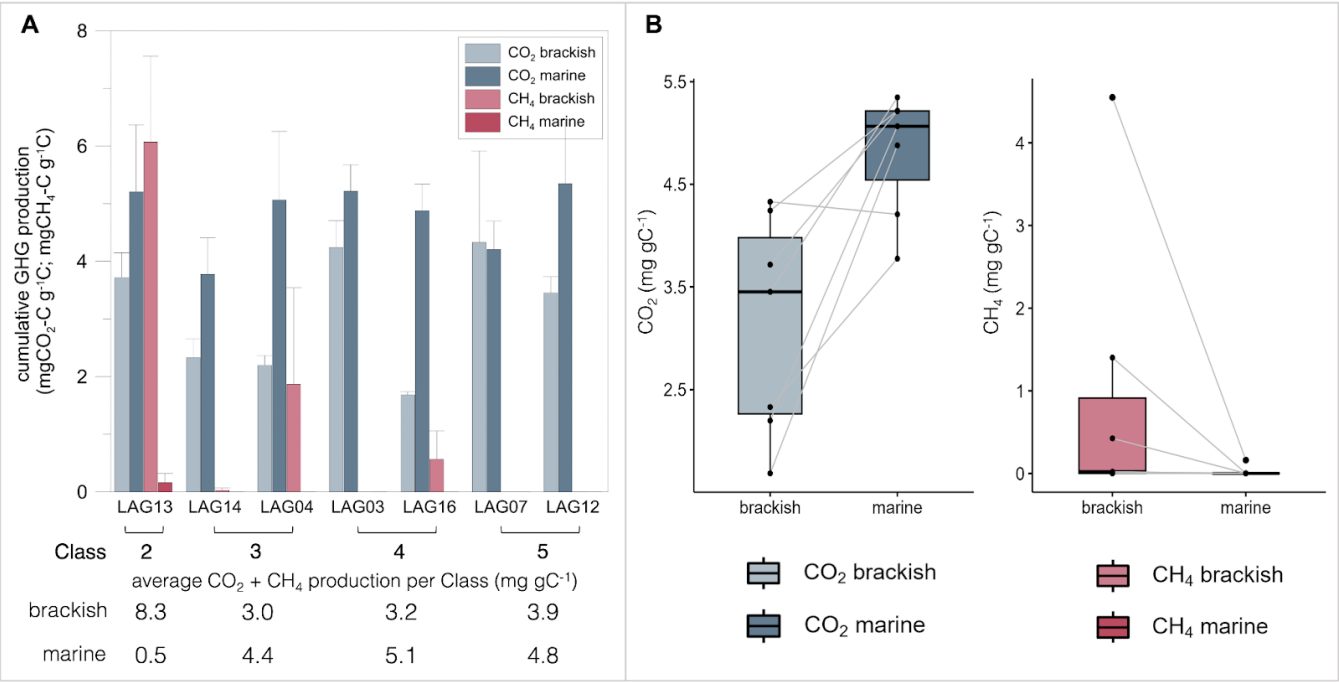 A
cumulative GHG production
(mgCO₂-C g⁻¹C; mgCH₄-C g⁻¹C)
8
6
4
2
0
CO₂ brackish
CO₂ marine
CH₄ brackish
CH₄ marine
LAG13 LAG14 LAG04 LAG03 LAG16 LAG07 LAG12
Class 2 3 4 5
average CO₂ + CH₄ production per Class (mg gC⁻¹)
brackish 8.3 3.0 3.2 3.9
marine 0.5 4.4 5.1 4.8
B
CO₂ (mg gC⁻¹)
5.5
4.5
3.5
2.5
brackish marine
CH₄ (mg gC⁻¹)
4
3
2
1
0
brackish marine
CO₂ brackish
CO₂ marine
CH₄ brackish
CH₄ marine